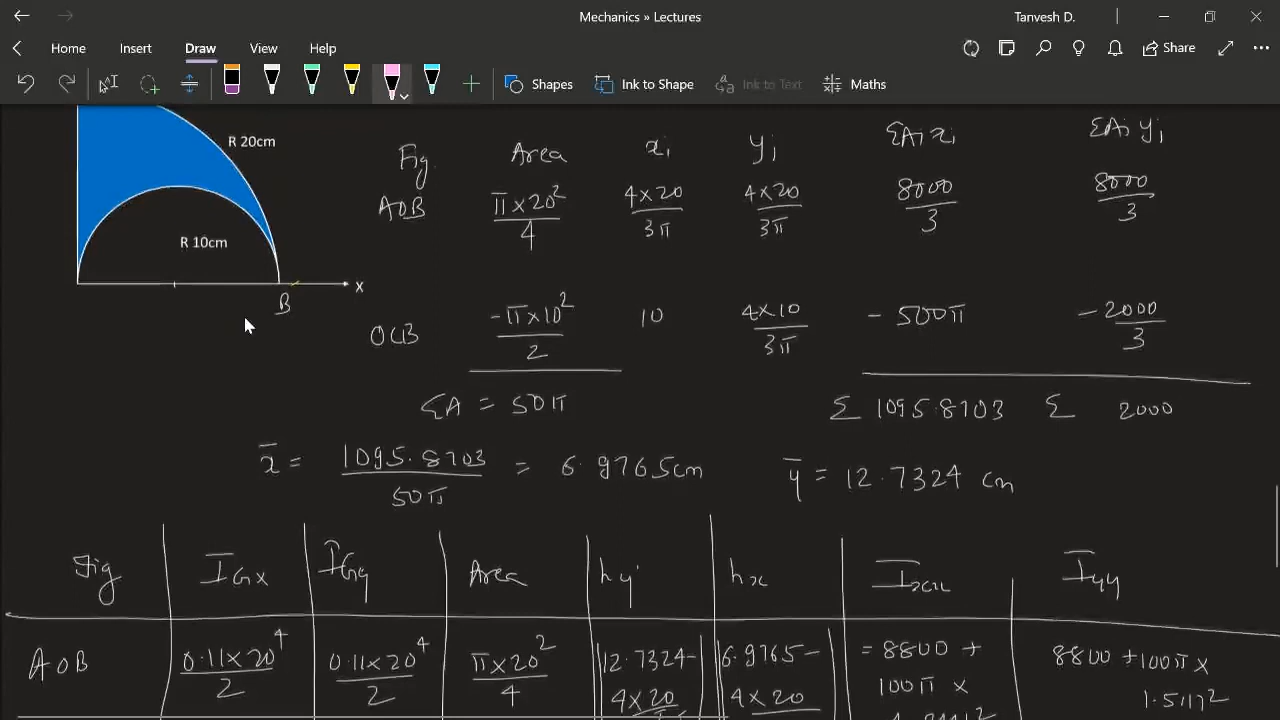 Mechanics » Lectures
Tanvesh D.
Home Insert Draw View Help
Share
Shapes Ink to Shape Ink to Text Maths
R 20cm
R 10cm
x
B
Fig. Area xi yi ΣAi xi ΣAi yi
AOB π×20²/4 4×20/3π 4×20/3π 8000/3 8000/3
OCB -π×10²/2 10 4×10/3π - 500π - 2000/3
ΣA = 50π Σ 1095.8703 Σ 2000
x̄ = 1095.8703/50π = 6.9765cm ȳ = 12.7324 cm
Fig IGx IGy Area hy hx Ixx Iyy
AOB 0.11×20⁴/2 0.11×20⁴/2 π×20²/4 12.7324- 4×20 6.9765- 4×20 = 8800 + 100π × 8800 +100π × 1.5117²